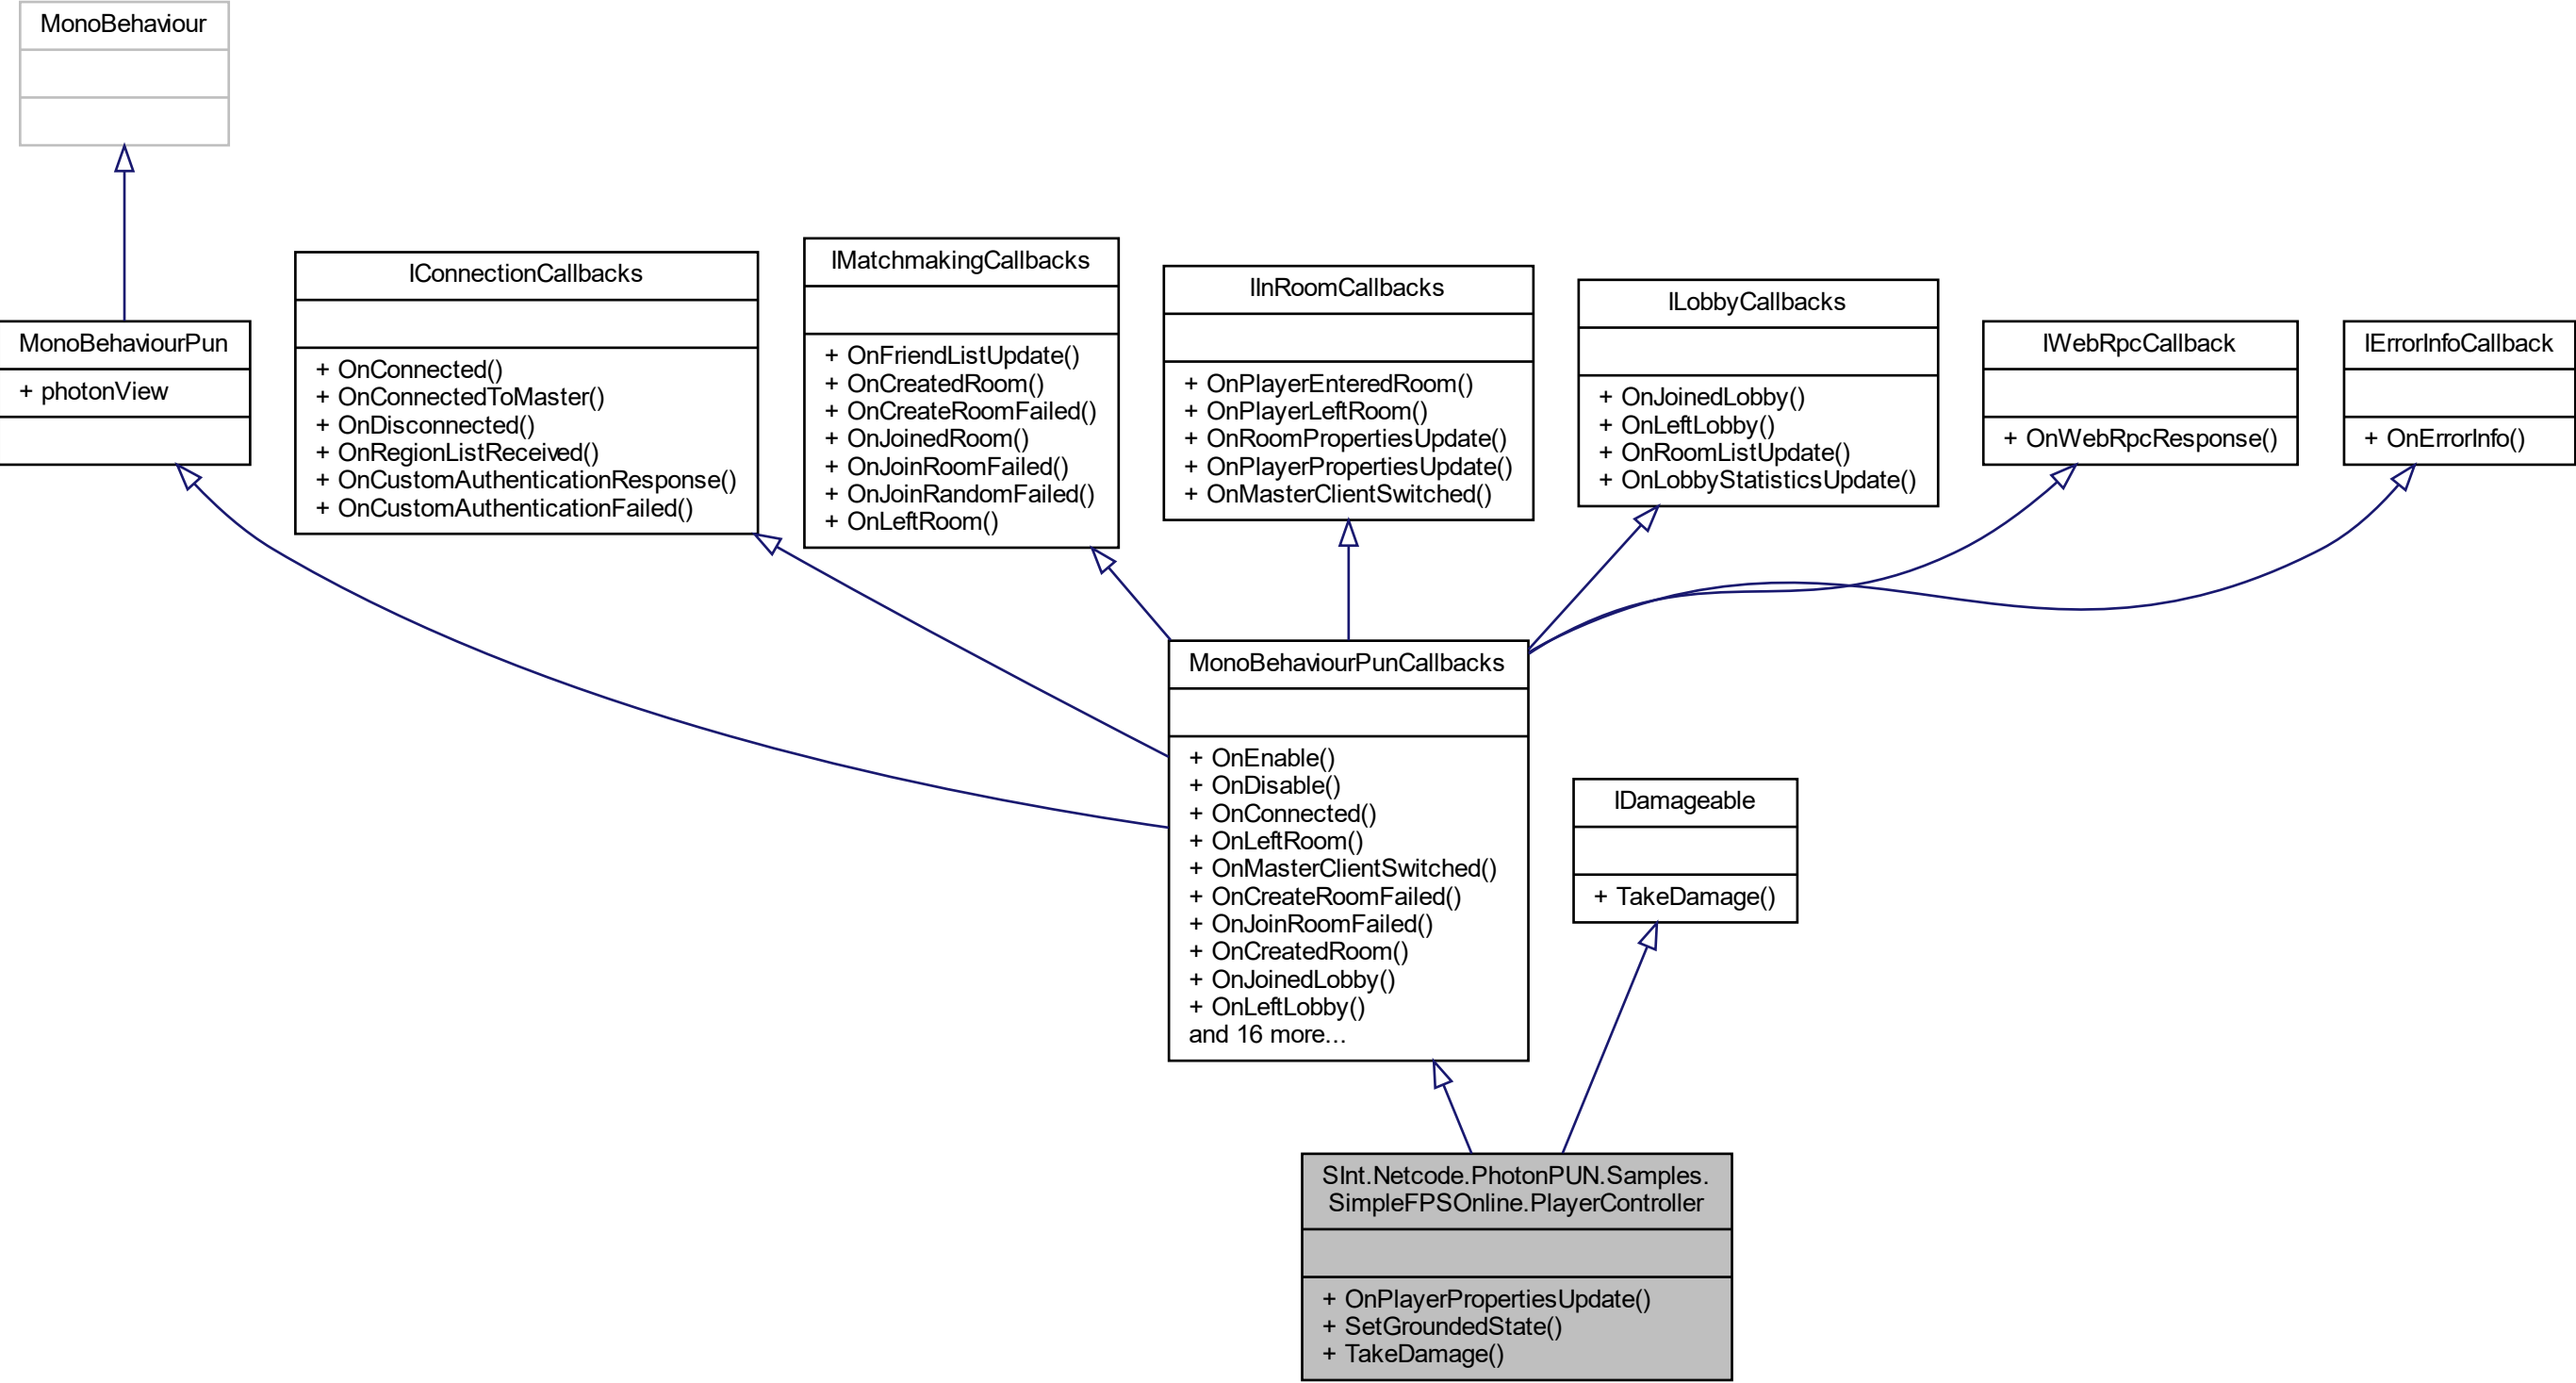 MonoBehaviour
MonoBehaviourPun
+ photonView
IConnectionCallbacks
+ OnConnected()
+ OnConnectedToMaster()
+ OnDisconnected()
+ OnRegionListReceived()
+ OnCustomAuthenticationResponse()
+ OnCustomAuthenticationFailed()
IMatchmakingCallbacks
+ OnFriendListUpdate()
+ OnCreatedRoom()
+ OnCreateRoomFailed()
+ OnJoinedRoom()
+ OnJoinRoomFailed()
+ OnJoinRandomFailed()
+ OnLeftRoom()
IInRoomCallbacks
+ OnPlayerEnteredRoom()
+ OnPlayerLeftRoom()
+ OnRoomPropertiesUpdate()
+ OnPlayerPropertiesUpdate()
+ OnMasterClientSwitched()
ILobbyCallbacks
+ OnJoinedLobby()
+ OnLeftLobby()
+ OnRoomListUpdate()
+ OnLobbyStatisticsUpdate()
IWebRpcCallback
+ OnWebRpcResponse()
IErrorInfoCallback
+ OnErrorInfo()
MonoBehaviourPunCallbacks
+ OnEnable()
+ OnDisable()
+ OnConnected()
+ OnLeftRoom()
+ OnMasterClientSwitched()
+ OnCreateRoomFailed()
+ OnJoinRoomFailed()
+ OnCreatedRoom()
+ OnJoinedLobby()
+ OnLeftLobby()
and 16 more...
IDamageable
+ TakeDamage()
SInt.Netcode.PhotonPUN.Samples.
SimpleFPSOnline.PlayerController
+ OnPlayerPropertiesUpdate()
+ SetGroundedState()
+ TakeDamage()